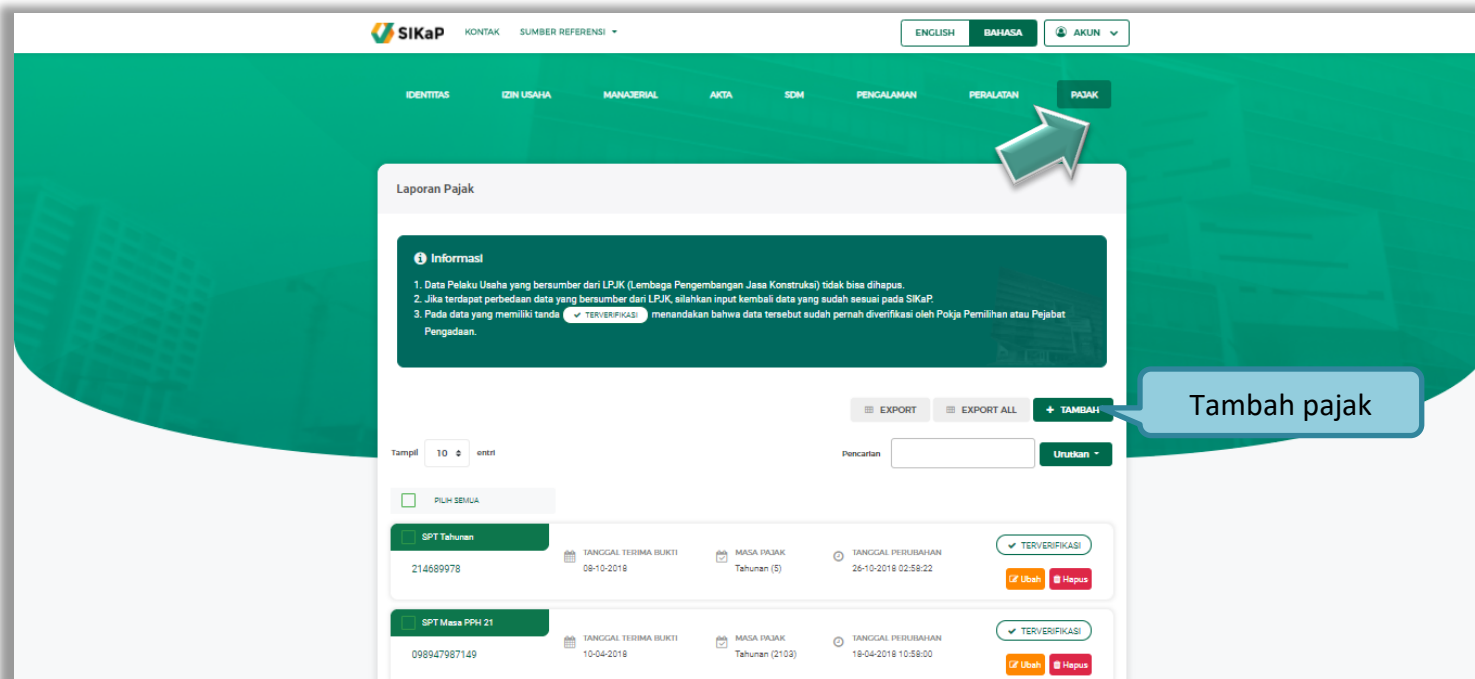 SIKaP KONTAK SUMBER REFERENSI ENGLISH BAHASA AKUN
IDENTITAS IZIN USAHA MANAJERIAL AKTA SDM PENGALAMAN PERALATAN PAJAK
Laporan Pajak
Informasi
1. Data Pelaku Usaha yang bersumber dari LPJK (Lembaga Pengembangan Jasa Konstruksi) tidak bisa dihapus.
2. Jika terdapat perbedaan data yang bersumber dari LPJK, silahkan input kembali data yang sudah sesuai pada SIKaP.
3. Pada data yang memiliki tanda TERVERIFIKASI menandakan bahwa data tersebut sudah pernah diverifikasi oleh Pokja Pemilihan atau Pejabat
Pengadaan.
EXPORT EXPORT ALL + TAMBAH Tambah pajak
Tampil 10 entri Pencarian Urutkan
PILIH SEMUA
SPT Tahunan TANGGAL TERIMA BUKTI MASA PAJAK TANGGAL PERUBAHAN TERVERIFIKASI
214689978 08-10-2018 Tahunan (5) 26-10-2018 02:58:22 Ubah Hapus
SPT Masa PPH 21 TANGGAL TERIMA BUKTI MASA PAJAK TANGGAL PERUBAHAN TERVERIFIKASI
098947987149 10-04-2018 Tahunan (2103) 18-04-2018 10:58:00 Ubah Hapus